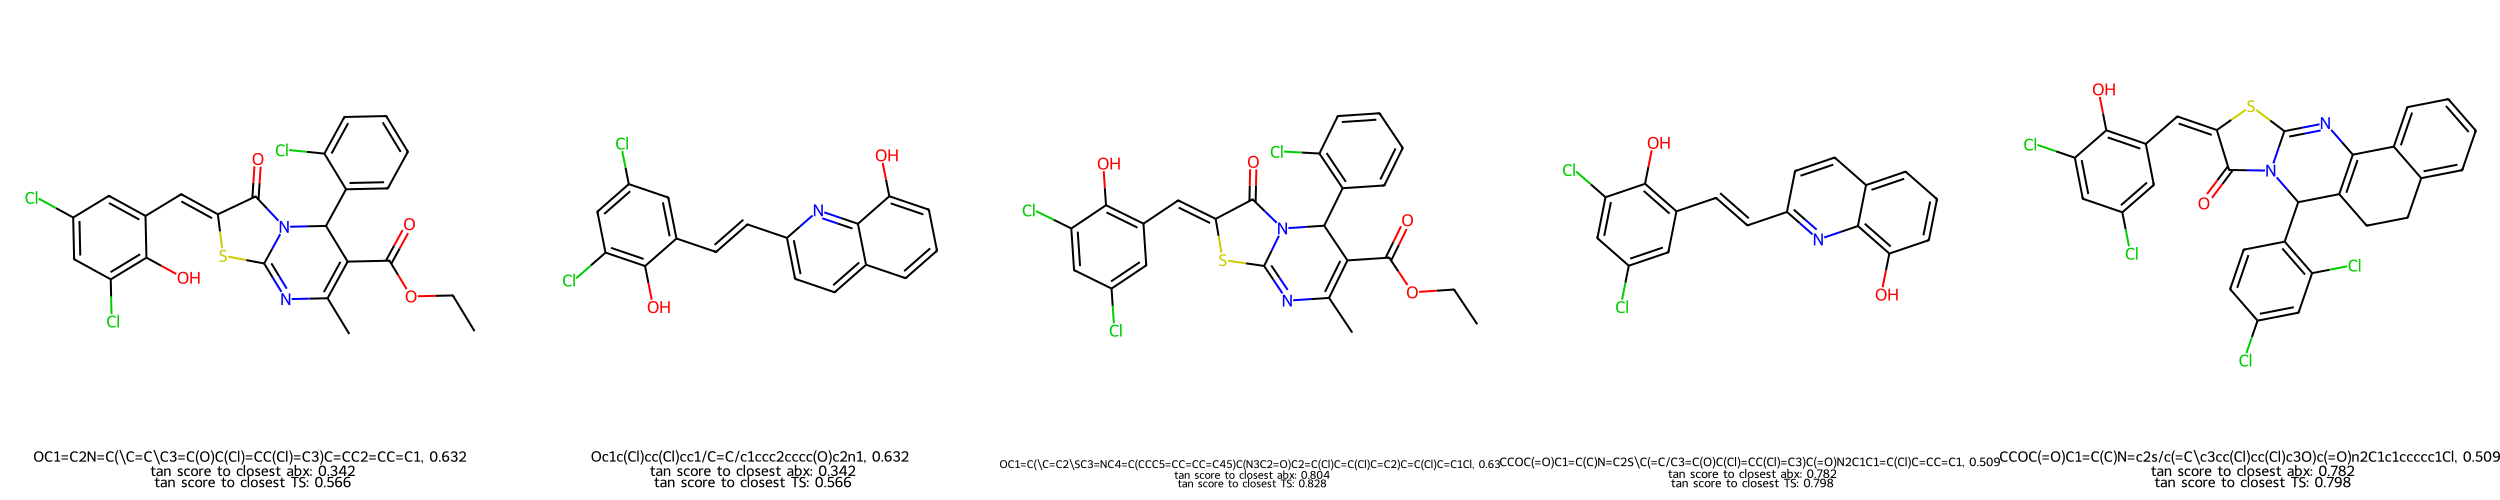 OC1=C2N=C(\C=C\C3=C(O)C(Cl)=CC(Cl)=C3)C=CC2=CC=C1, 0.632
tan score to closest abx: 0.342
tan score to closest TS: 0.566
Oc1c(Cl)cc(Cl)cc1/C=C/c1ccc2cccc(O)c2n1, 0.632
tan score to closest abx: 0.342
tan score to closest TS: 0.566
OC1=C(\C=C2\SC3=NC4=C(CCC5=CC=CC=C45)C(N3C2=O)C2=C(Cl)C=C(Cl)C=C2)C=C(Cl)C=C1Cl, 0.63
tan score to closest abx: 0.804
tan score to closest TS: 0.828
CCOC(=O)C1=C(C)N=C2S\C(=C/C3=C(O)C(Cl)=CC(Cl)=C3)C(=O)N2C1C1=C(Cl)C=CC=C1, 0.509
tan score to closest abx: 0.782
tan score to closest TS: 0.798
CCOC(=O)C1=C(C)N=c2s/c(=C\c3cc(Cl)cc(Cl)c3O)c(=O)n2C1c1ccccc1Cl, 0.509
tan score to closest abx: 0.782
tan score to closest TS: 0.798
Cl
Cl
OH
O
S
N
N
Cl
O
O
Cl
Cl
OH
N
OH
Cl
OH
Cl
O
S
N
N
Cl
O
O
Cl
OH
Cl
N
OH
OH
Cl
Cl
S
O
N
N
Cl
Cl